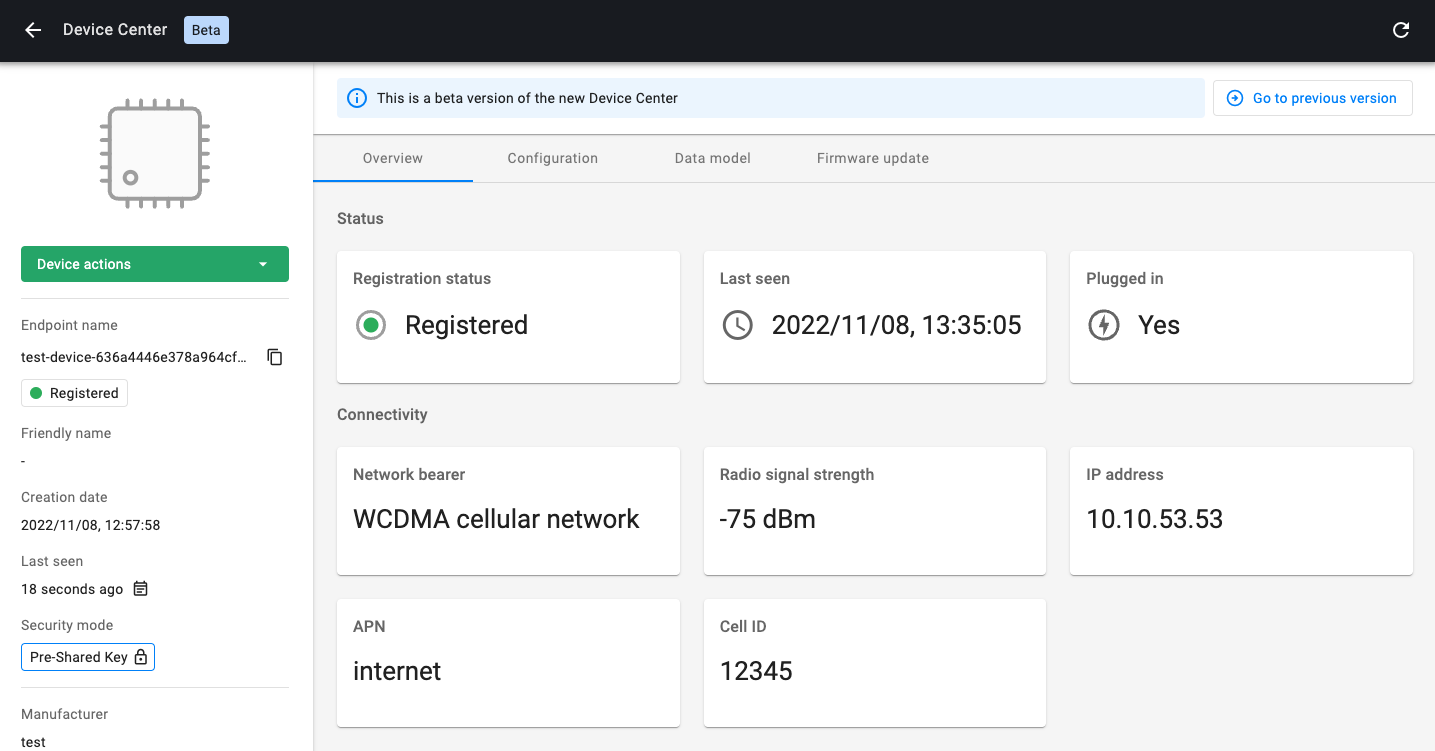 Device Center Beta
This is a beta version of the new Device Center
Go to previous version
Device actions
Endpoint name
test-device-636a4446e378a964cf...
Registered
Friendly name
-
Creation date
2022/11/08, 12:57:58
Last seen
18 seconds ago
Security mode
Pre-Shared Key
Manufacturer
test
Overview Configuration Data model Firmware update
Status
Registration status
Registered
Last seen
2022/11/08, 13:35:05
Plugged in
Yes
Connectivity
Network bearer
WCDMA cellular network
Radio signal strength
-75 dBm
IP address
10.10.53.53
APN
internet
Cell ID
12345